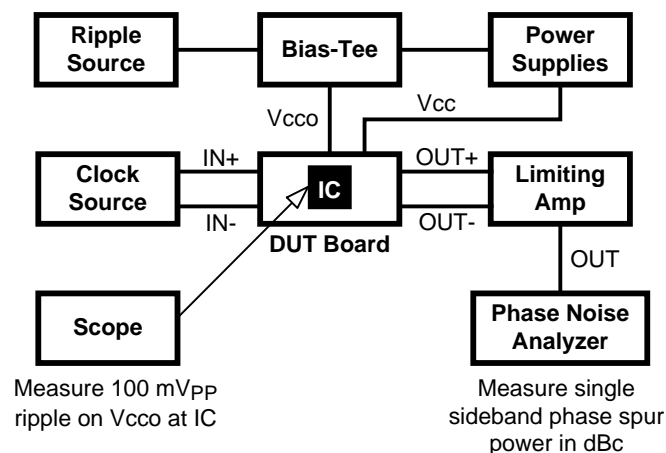 Ripple
Source
Bias-Tee
Power
Supplies
Vcco
Vcc
Clock
Source
IN+
IN-
IC
DUT Board
OUT+
OUT-
Limiting
Amp
OUT
Scope
Phase Noise
Analyzer
Measure 100 mVPP
ripple on Vcco at IC
Measure single
sideband phase spur
power in dBc